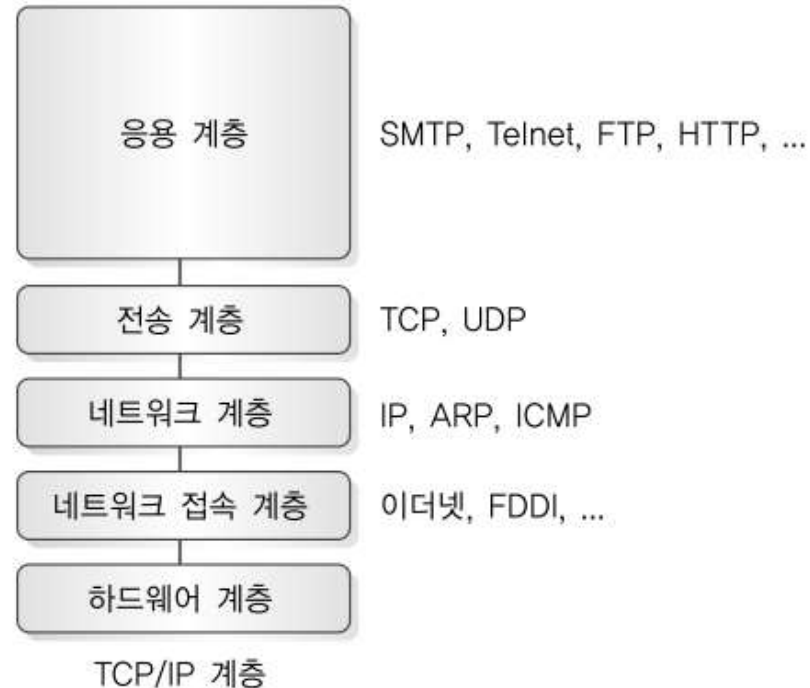 응용 계층 SMTP, Telnet, FTP, HTTP, ...
전송 계층 TCP, UDP
네트워크 계층 IP, ARP, ICMP
네트워크 접속 계층 이더넷, FDDI, ...
하드웨어 계층
TCP/IP 계층